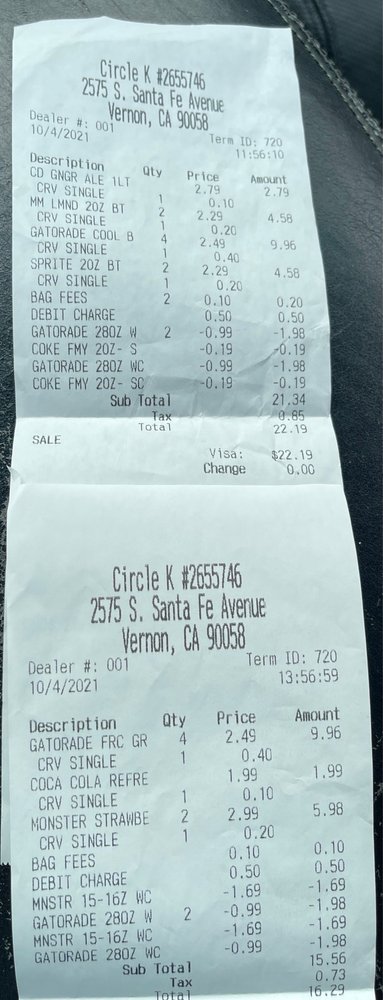 Circle K #2655746
2575 S. Santa Fe Avenue
Vernon, CA 90058
Dealer #: 001 Term ID: 720
10/4/2021 11:56:10
Description Qty Price Amount
CD GNGR ALE 1LT 1 2.79 2.79
CRV SINGLE 1 0.10
MM LMND 20Z BT 2 2.29 4.58
CRV SINGLE 1 0.20
GATORADE COOL B 4 2.49 9.96
CRV SINGLE 1 0.40
SPRITE 20Z BT 2 2.29 4.58
CRV SINGLE 1 0.20
BAG FEES 2 0.10 0.20
DEBIT CHARGE 0.50 0.50
GATORADE 280Z W 2 -0.99 -1.98
COKE FMY 20Z- S -0.19 -0.19
GATORADE 280Z WC -0.99 -1.98
COKE FMY 20Z- SC -0.19 -0.19
Sub Total 21.34
Tax 0.85
Total 22.19
SALE
Visa: $22.19
Change 0.00
Circle K #2655746
2575 S. Santa Fe Avenue
Vernon, CA 90058
Dealer #: 001 Term ID: 720
10/4/2021 13:56:59
Description Qty Price Amount
GATORADE FRC GR 4 2.49 9.96
CRV SINGLE 1 0.40
COCA COLA REFRE 1.99 1.99
CRV SINGLE 1 0.10
MONSTER STRAWBE 2 2.99 5.98
CRV SINGLE 1 0.20
BAG FEES 0.10 0.10
DEBIT CHARGE 0.50 0.50
MNSTR 15-16Z WC -1.69 -1.69
GATORADE 280Z W 2 -0.99 -1.98
MNSTR 15-16Z WC -1.69 -1.69
GATORADE 280Z WC -0.99 -1.98
Sub Total 15.56
Tax 0.73
Total 16.29